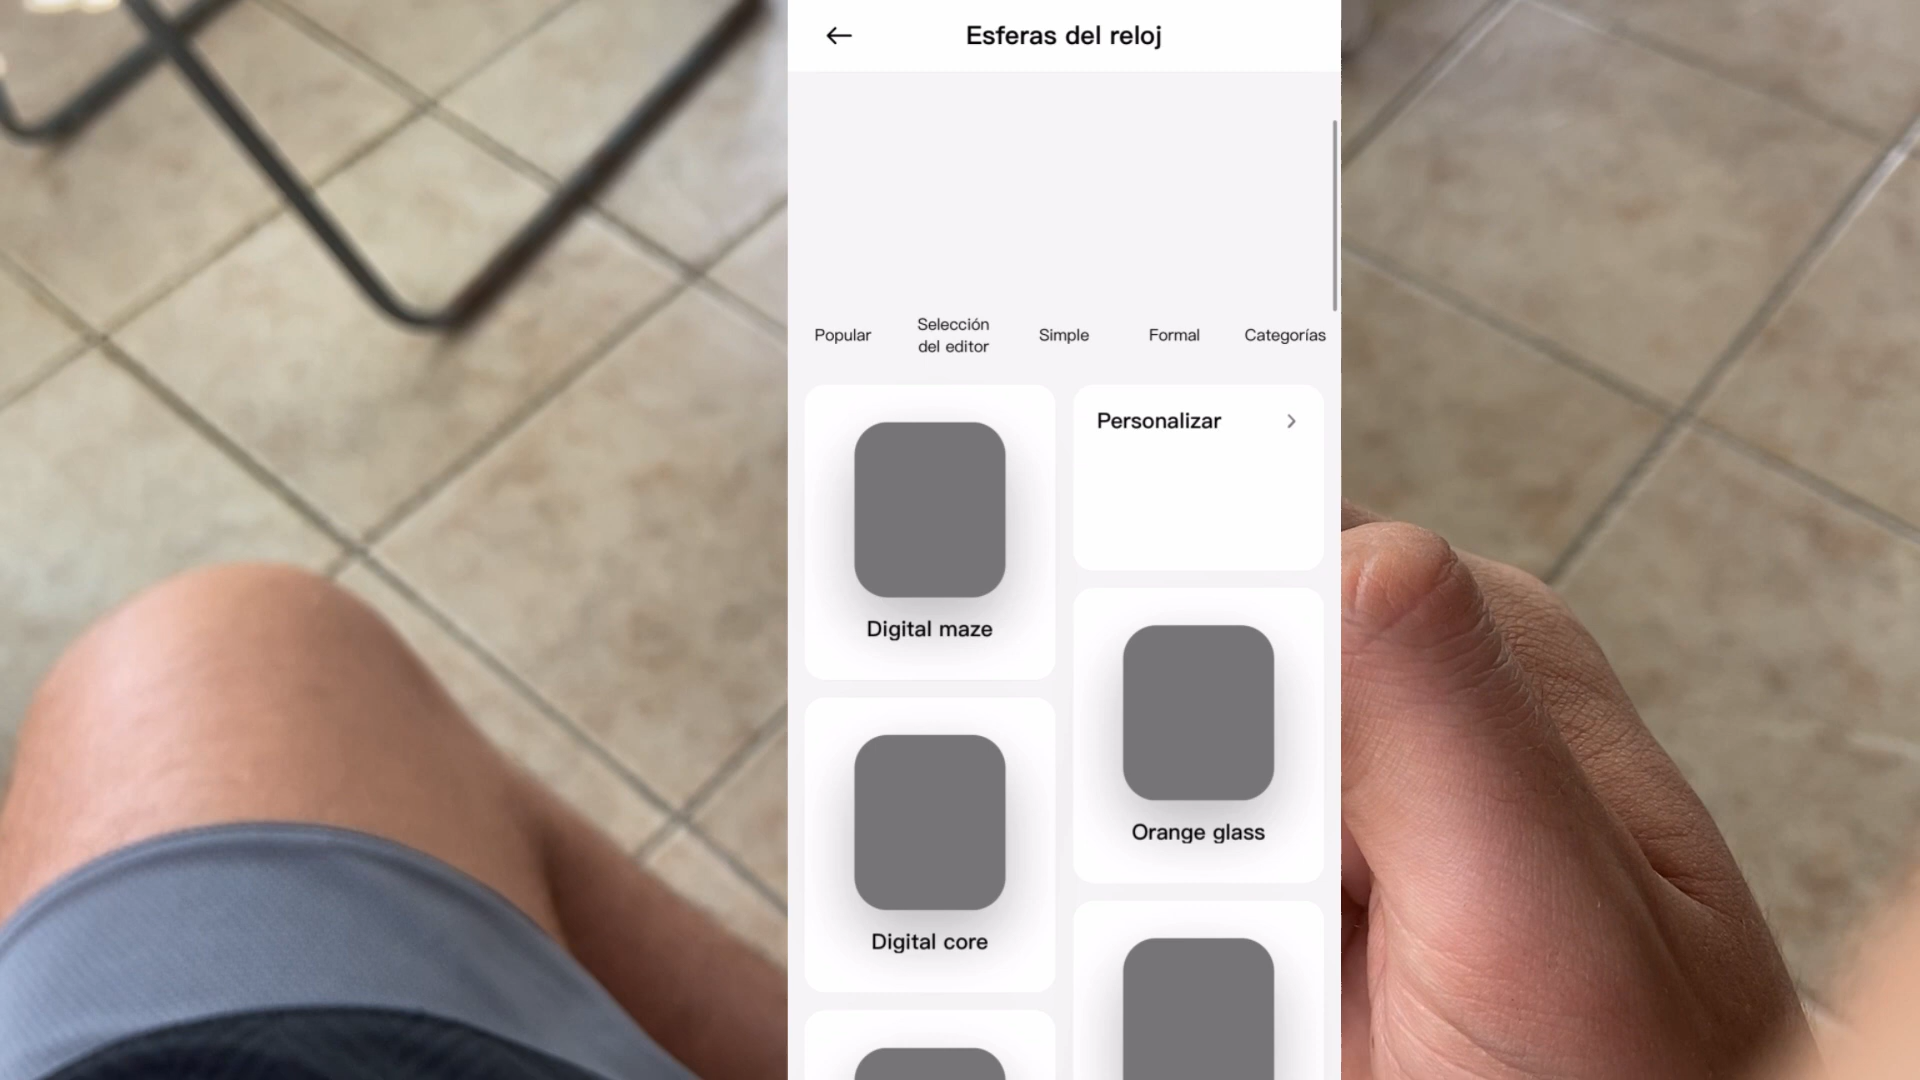 Esferas del reloj
Popular
Selección
del editor
Simple
Formal
Categorías
Personalizar
Digital maze
Orange glass
Digital core